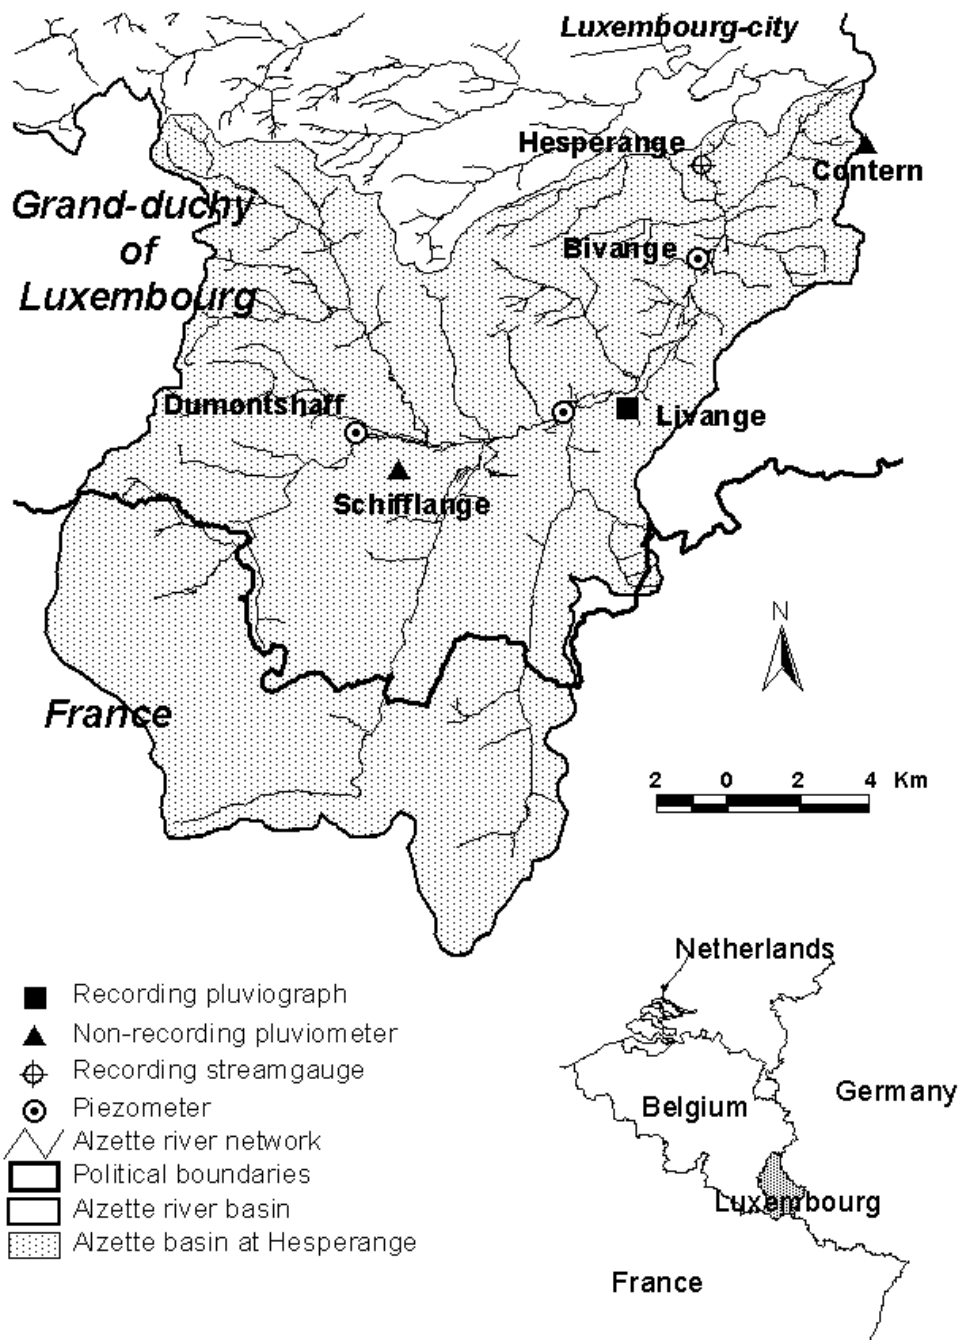 Luxembourg-city
Hesperange
Contern
Grand-duchy
of
Luxembourg
Bivange
Dumontshaff
Livange
Schifflange
N
France
2 0 2 4 Km
Netherlands
Recording pluviograph
Non-recording pluviometer
Recording streamgauge
Piezometer
Alzette river network
Political boundaries
Alzette river basin
Alzette basin at Hesperange
Germany
Belgium
Luxembourg
France